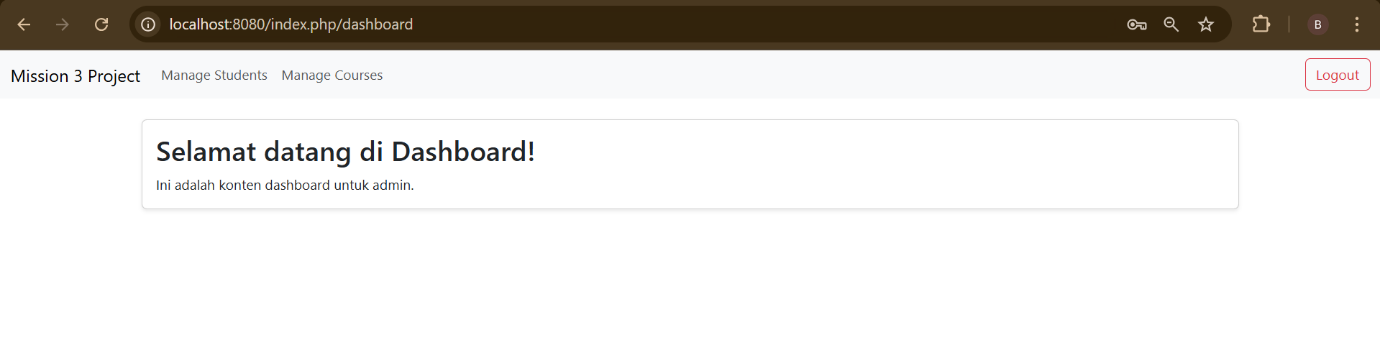 localhost:8080/index.php/dashboard
B
Mission 3 Project Manage Students Manage Courses Logout
Selamat datang di Dashboard!
Ini adalah konten dashboard untuk admin.